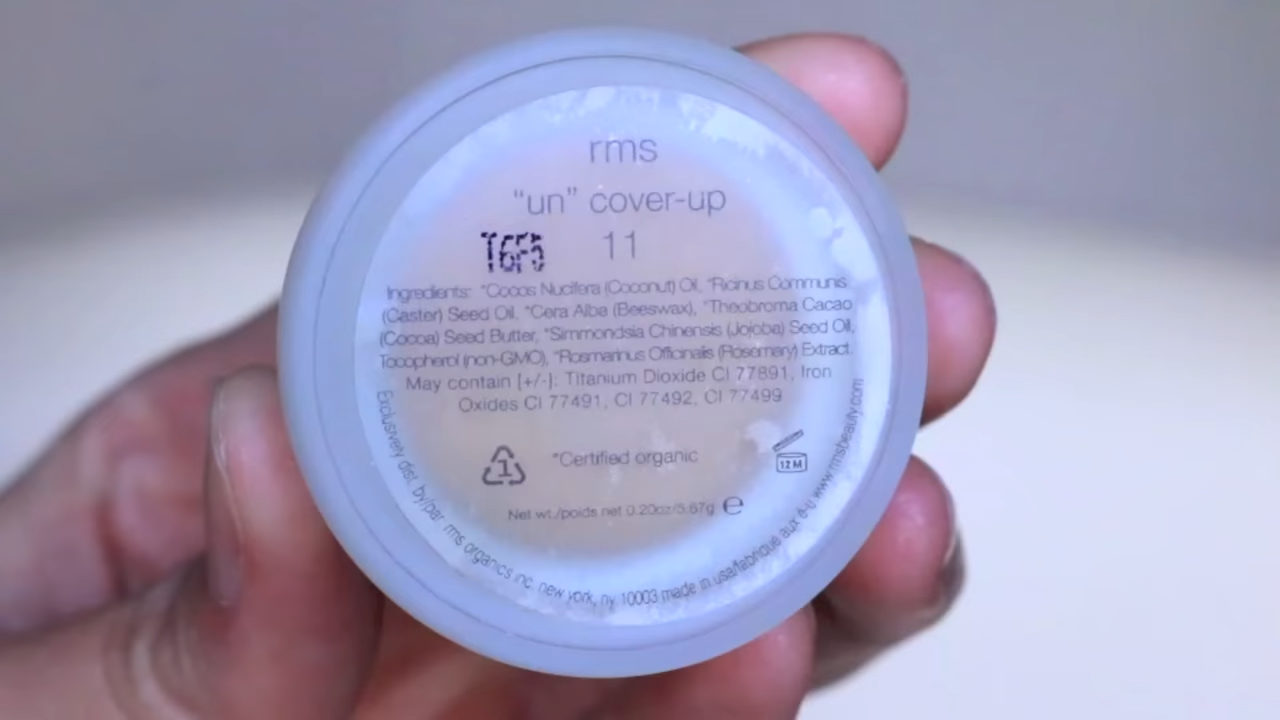 rms
“un” cover-up
T6F5 11
Ingredients: *Cocos Nucifera (Coconut) Oil, *Ricinus Communis
(Caster) Seed Oil, *Cera Alba (Beeswax), *Theobroma Cacao
(Cocoa) Seed Butter, *Simmondsia Chinensis (Jojoba) Seed Oil,
Tocopherol (non-GMO), *Rosmarinus Officinalis (Rosemary) Extract.
May contain [+/-]: Titanium Dioxide CI 77891, Iron
Oxides CI 77491, CI 77492, CI 77499
1 *Certified organic 12M
Net wt./poids net 0.20oz/5.67g e
Exclusively dist. by/par rms organics inc. new york, ny 10003 made in usa/fabriqué aux é-u www.rmsbeauty.com